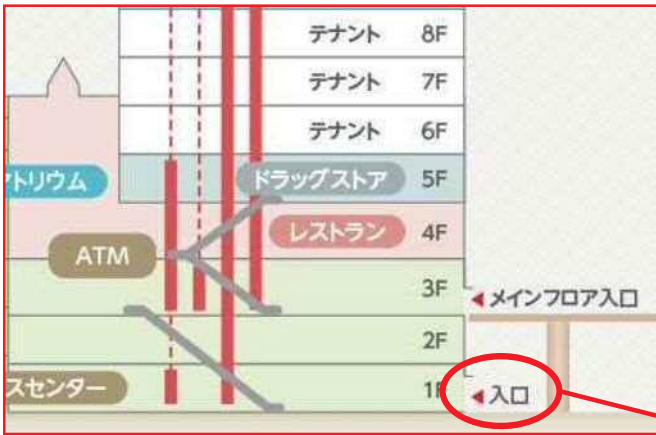 テナント 8F
テナント 7F
テナント 6F
ドラッグストア 5F
トリウム
レストラン 4F
ATM
3F
メインフロア入口
2F
スセンター
1F
入口